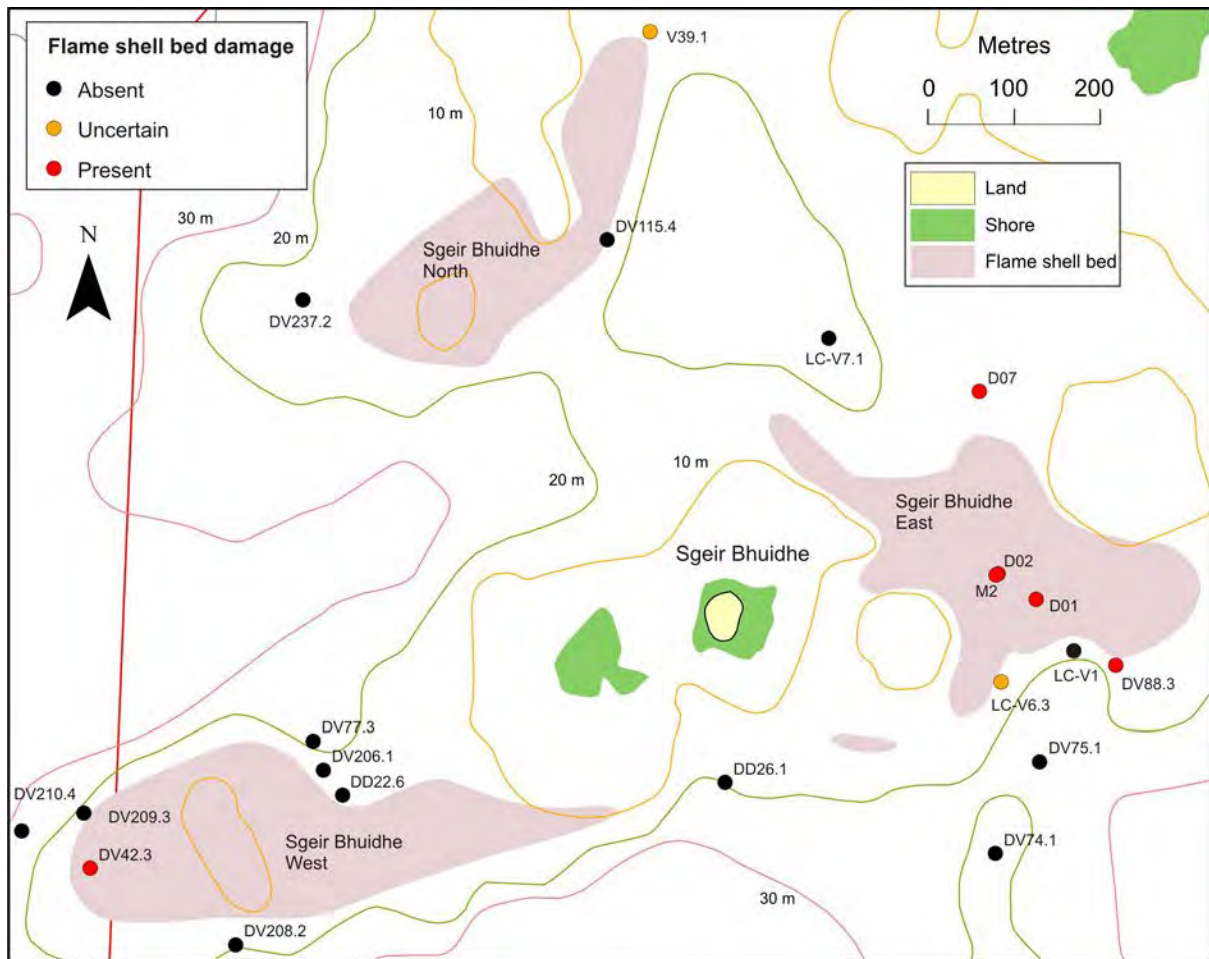 Flame shell bed damage
Absent
Uncertain
Present
V39.1
Metres
0 100 200
Land
Shore
Flame shell bed
10 m
30 m
20 m
N
DV115.4
Sgeir Bhuidhe
North
DV237.2
LC-V7.1
D07
10 m
20 m
Sgeir Bhuidhe
East
Sgeir Bhuidhe
D02
M2
D01
LC-V1
DV88.3
LC-V6.3
DV77.3
DV206.1
DD22.6
DD26.1
DV75.1
DV210.4
DV209.3
Sgeir Bhuidhe
West
DV42.3
DV74.1
30 m
DV208.2